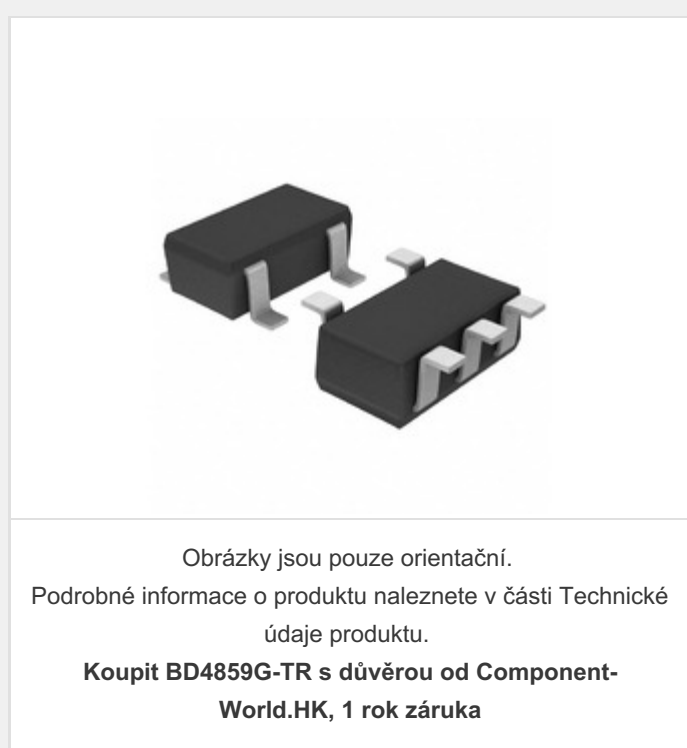 Obrázky jsou pouze orientační.
Podrobné informace o produktu naleznete v části Technické
údaje produktu.
Koupit BD4859G-TR s důvěrou od Component-
World.HK, 1 rok záruka